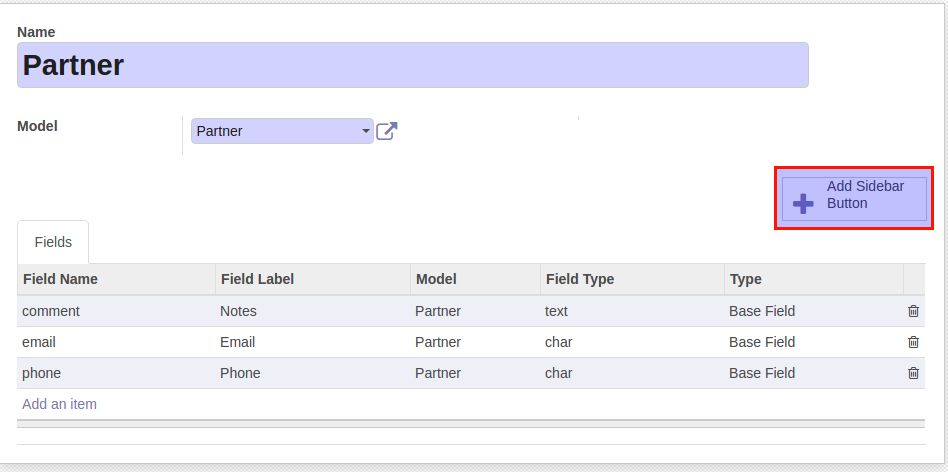 Name
Partner
Model
Partner
Add Sidebar
Button
Fields
Field Name Field Label Model Field Type Type
comment Notes Partner text Base Field
email Email Partner char Base Field
phone Phone Partner char Base Field
Add an item